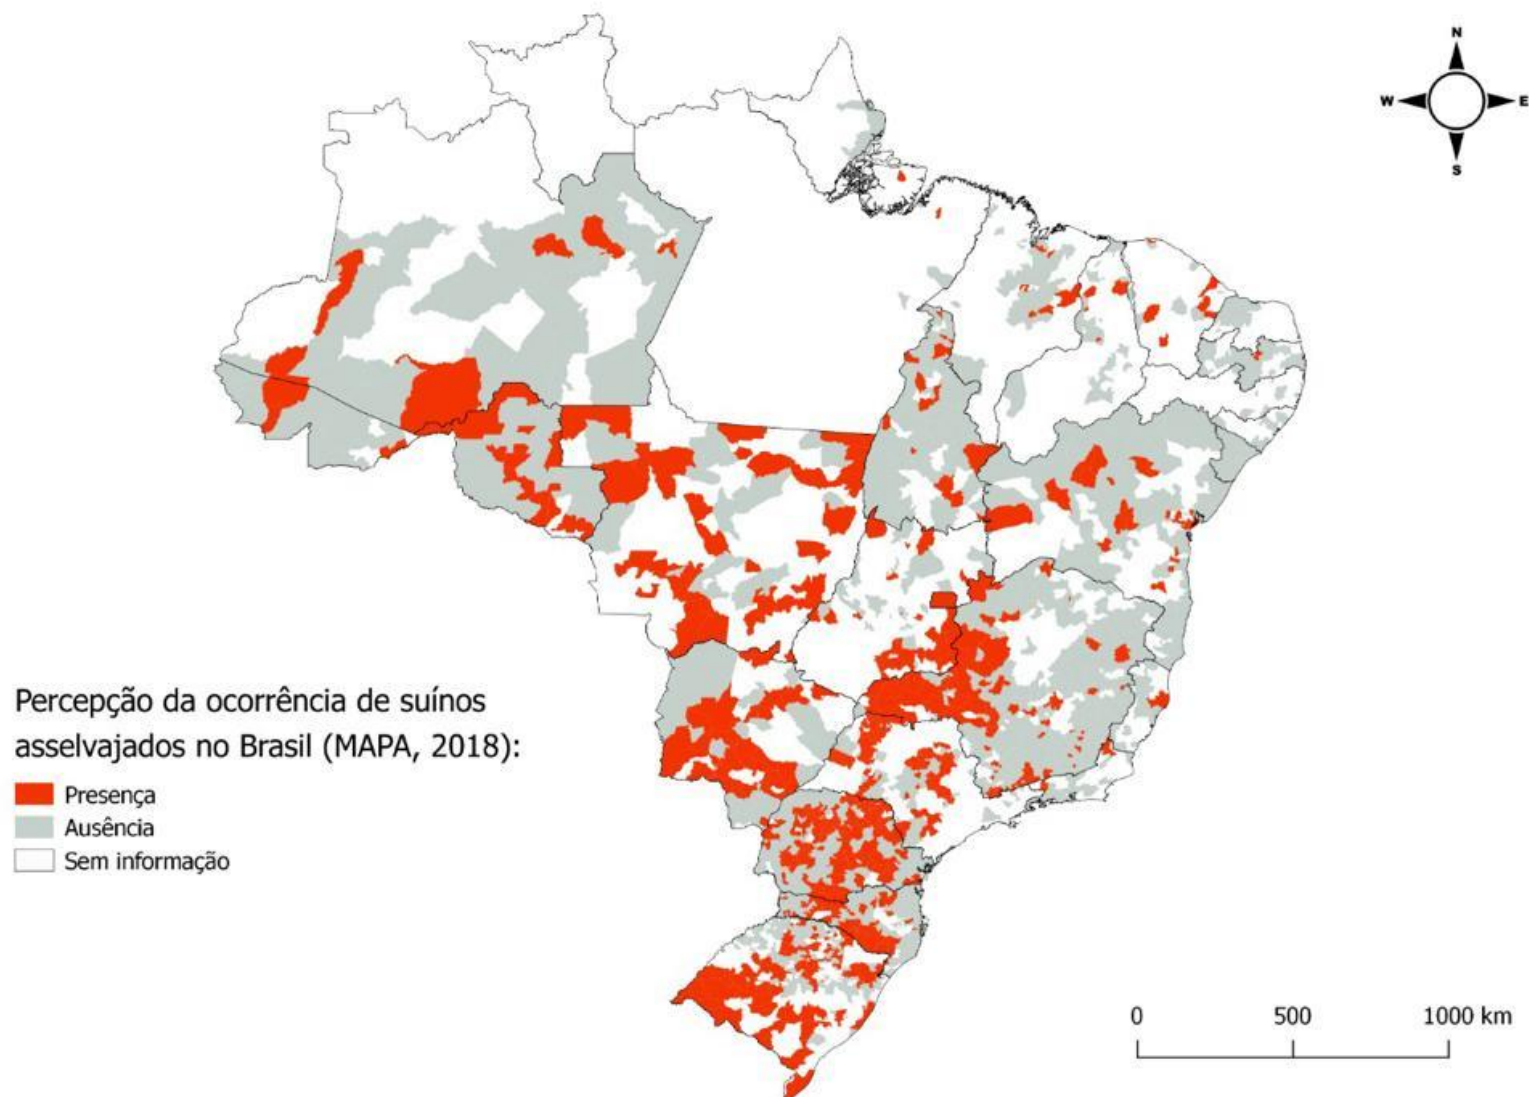 N
W E
S
Percepção da ocorrência de suínos
asselvajados no Brasil (MAPA, 2018):
Presença
Ausência
Sem informação
0 500 1000 km